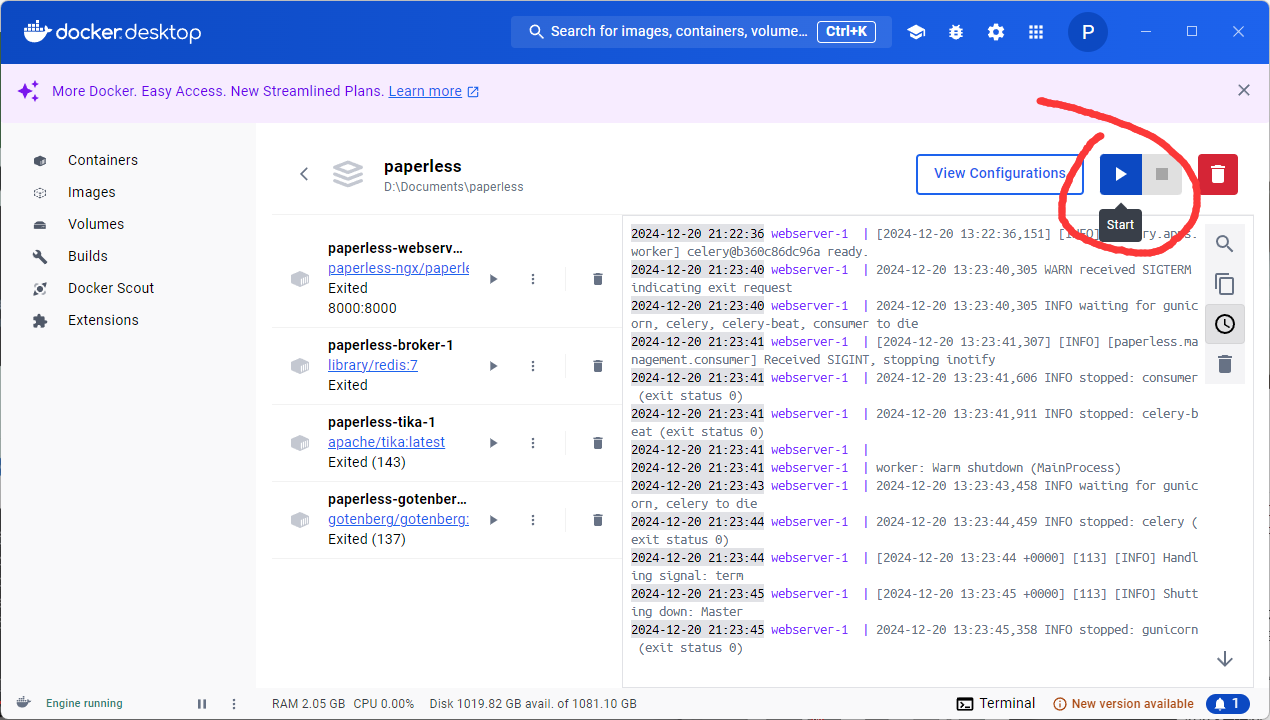 docker desktop
Search for images, containers, volume... Ctrl+K
P
More Docker. Easy Access. New Streamlined Plans. Learn more
Containers
Images
Volumes
Builds
Docker Scout
Extensions
paperless
D:\Documents\paperless
View Configurations
Start
paperless-webserv...
paperless-ngx/paperle
Exited
8000:8000
paperless-broker-1
library/redis:7
Exited
paperless-tika-1
apache/tika:latest
Exited (143)
paperless-gotenber...
gotenberg/gotenberg:
Exited (137)
2024-12-20 21:22:36 webserver-1 | [2024-12-20 13:22:36,151] [INFO] ry.apps.
worker] celery@b360c86dc96a ready.
2024-12-20 21:23:40 webserver-1 | 2024-12-20 13:23:40,305 WARN received SIGTERM
indicating exit request
2024-12-20 21:23:40 webserver-1 | 2024-12-20 13:23:40,305 INFO waiting for gunic
orn, celery, celery-beat, consumer to die
2024-12-20 21:23:41 webserver-1 | [2024-12-20 13:23:41,307] [INFO] [paperless.ma
nagement.consumer] Received SIGINT, stopping inotify
2024-12-20 21:23:41 webserver-1 | 2024-12-20 13:23:41,606 INFO stopped: consumer
(exit status 0)
2024-12-20 21:23:41 webserver-1 | 2024-12-20 13:23:41,911 INFO stopped: celery-b
eat (exit status 0)
2024-12-20 21:23:41 webserver-1 |
2024-12-20 21:23:41 webserver-1 | worker: Warm shutdown (MainProcess)
2024-12-20 21:23:43 webserver-1 | 2024-12-20 13:23:43,458 INFO waiting for gunic
orn, celery to die
2024-12-20 21:23:44 webserver-1 | 2024-12-20 13:23:44,459 INFO stopped: celery (
exit status 0)
2024-12-20 21:23:44 webserver-1 | [2024-12-20 13:23:44 +0000] [113] [INFO] Handl
ing signal: term
2024-12-20 21:23:45 webserver-1 | [2024-12-20 13:23:45 +0000] [113] [INFO] Shutt
ing down: Master
2024-12-20 21:23:45 webserver-1 | 2024-12-20 13:23:45,358 INFO stopped: gunicorn
(exit status 0)
Engine running
RAM 2.05 GB CPU 0.00% Disk 1019.82 GB avail. of 1081.10 GB
Terminal
New version available
1